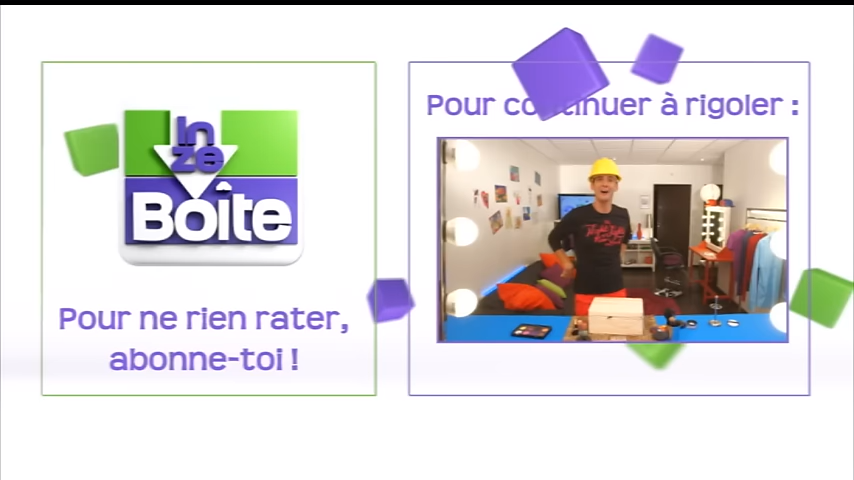 In
ze
Boîte
Pour ne rien rater,
abonne-toi !
Pour continuer à rigoler :